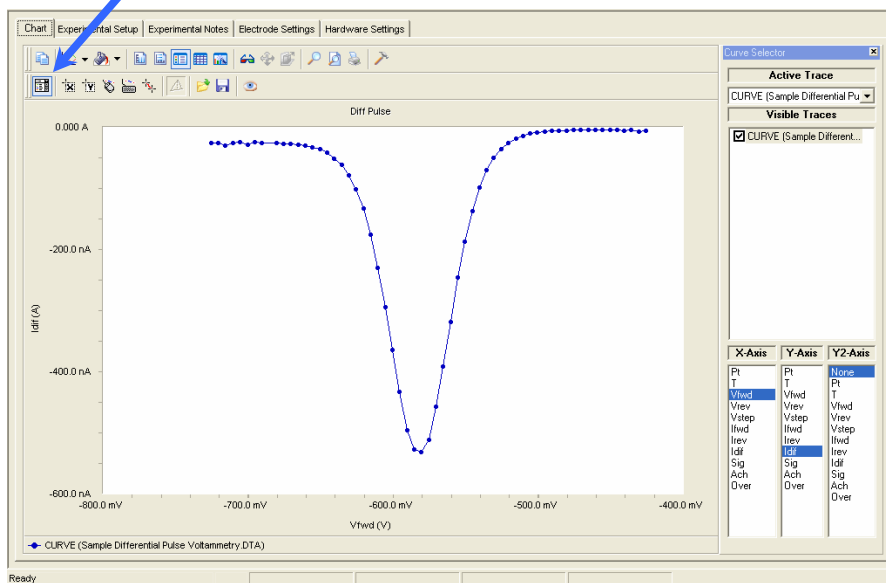 Chart Experimental Setup Experimental Notes Electrode Settings Hardware Settings
Diff Pulse
0.000 A
-200.0 nA
-400.0 nA
-600.0 nA
Idif (A)
-800.0 mV -700.0 mV -600.0 mV -500.0 mV -400.0 mV
Vfwd (V)
CURVE (Sample Differential Pulse Voltammetry.DTA)
Curve Selector
Active Trace
CURVE (Sample Differential Pu
Visible Traces
CURVE (Sample Different...
X-Axis Y-Axis Y2-Axis
Pt Pt None
T T Pt
Vfwd Vfwd T
Vrev Vrev Vfwd
Vstep Vstep Vrev
Ifwd Ifwd Vstep
Irev Irev Ifwd
Idif Idif Irev
Sig Sig Idif
Ach Ach Sig
Over Over Ach
Over
Ready